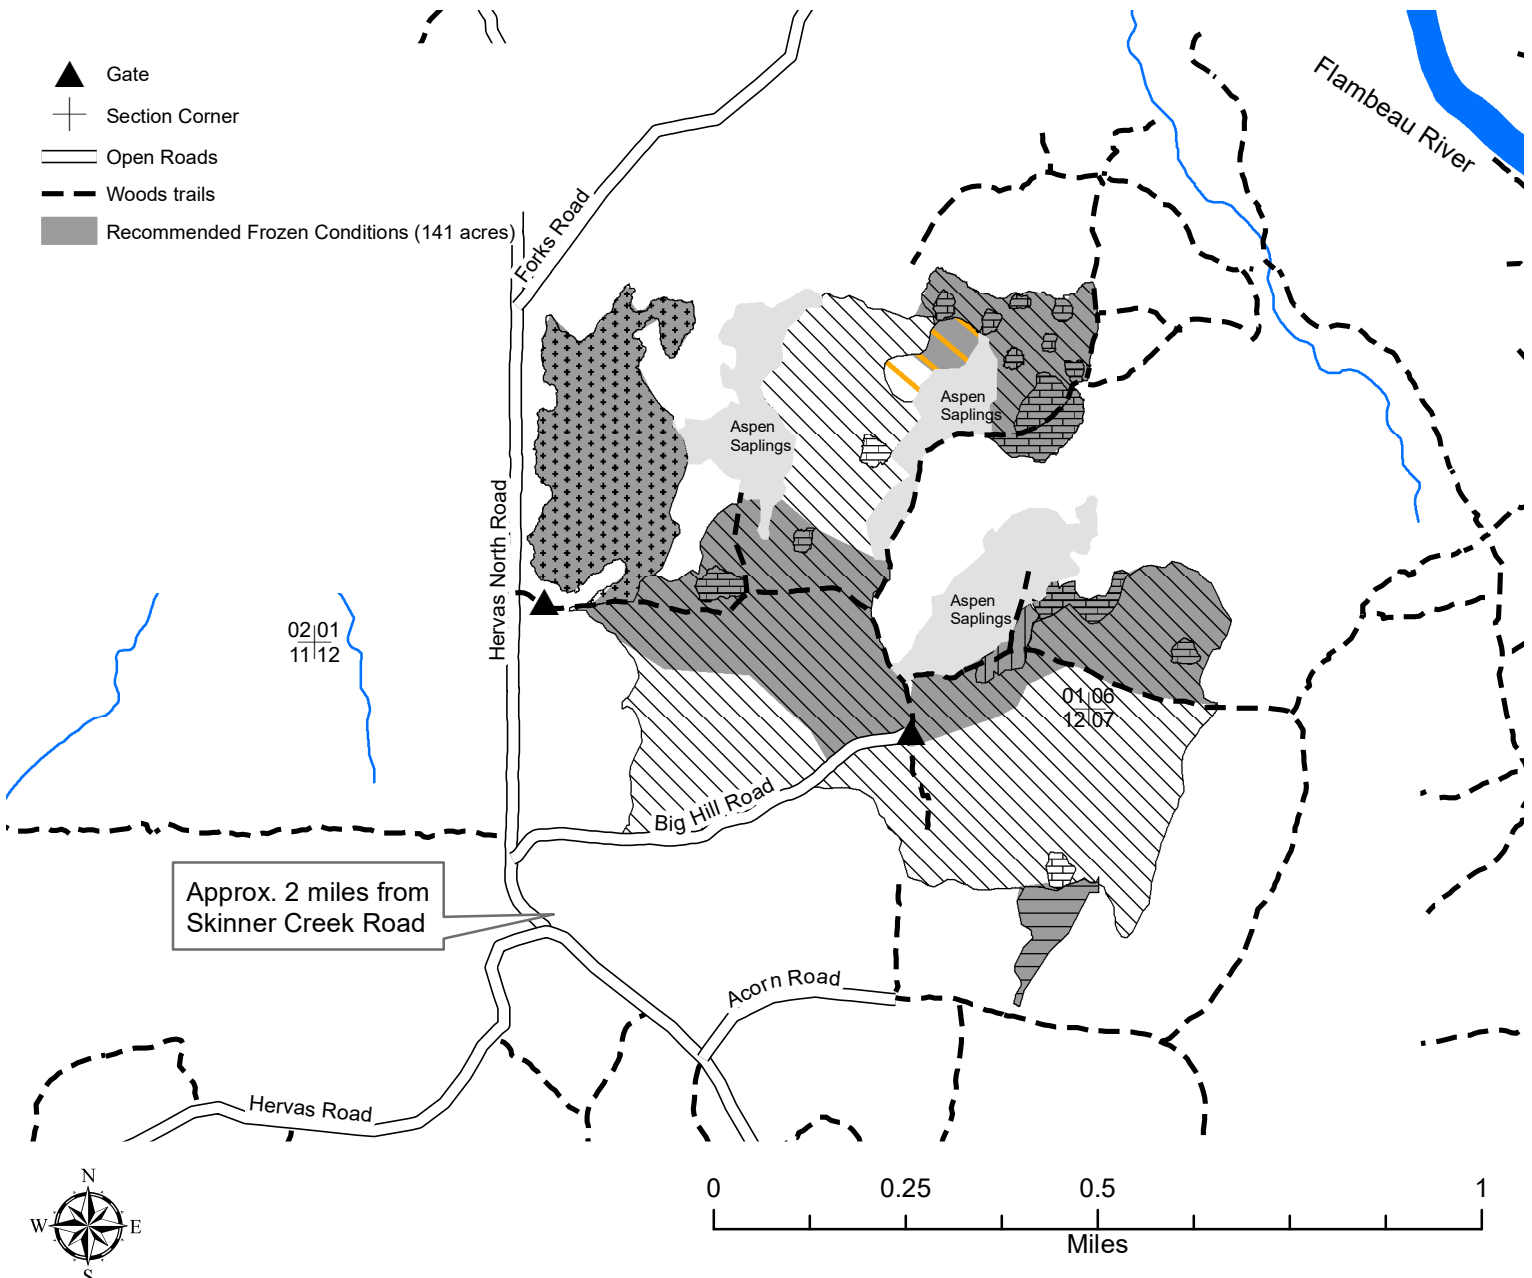 Gate
Section Corner
Open Roads
Woods trails
Recommended Frozen Conditions (141 acres)
Flambeau River
Forks Road
Aspen
Saplings
Aspen
Saplings
Hervas North Road
Aspen
Saplings
02 01
11 12
01 06
12 07
Big Hill Road
Approx. 2 miles from
Skinner Creek Road
Acorn Road
Hervas Road
N
W E
S
0 0.25 0.5 1
Miles